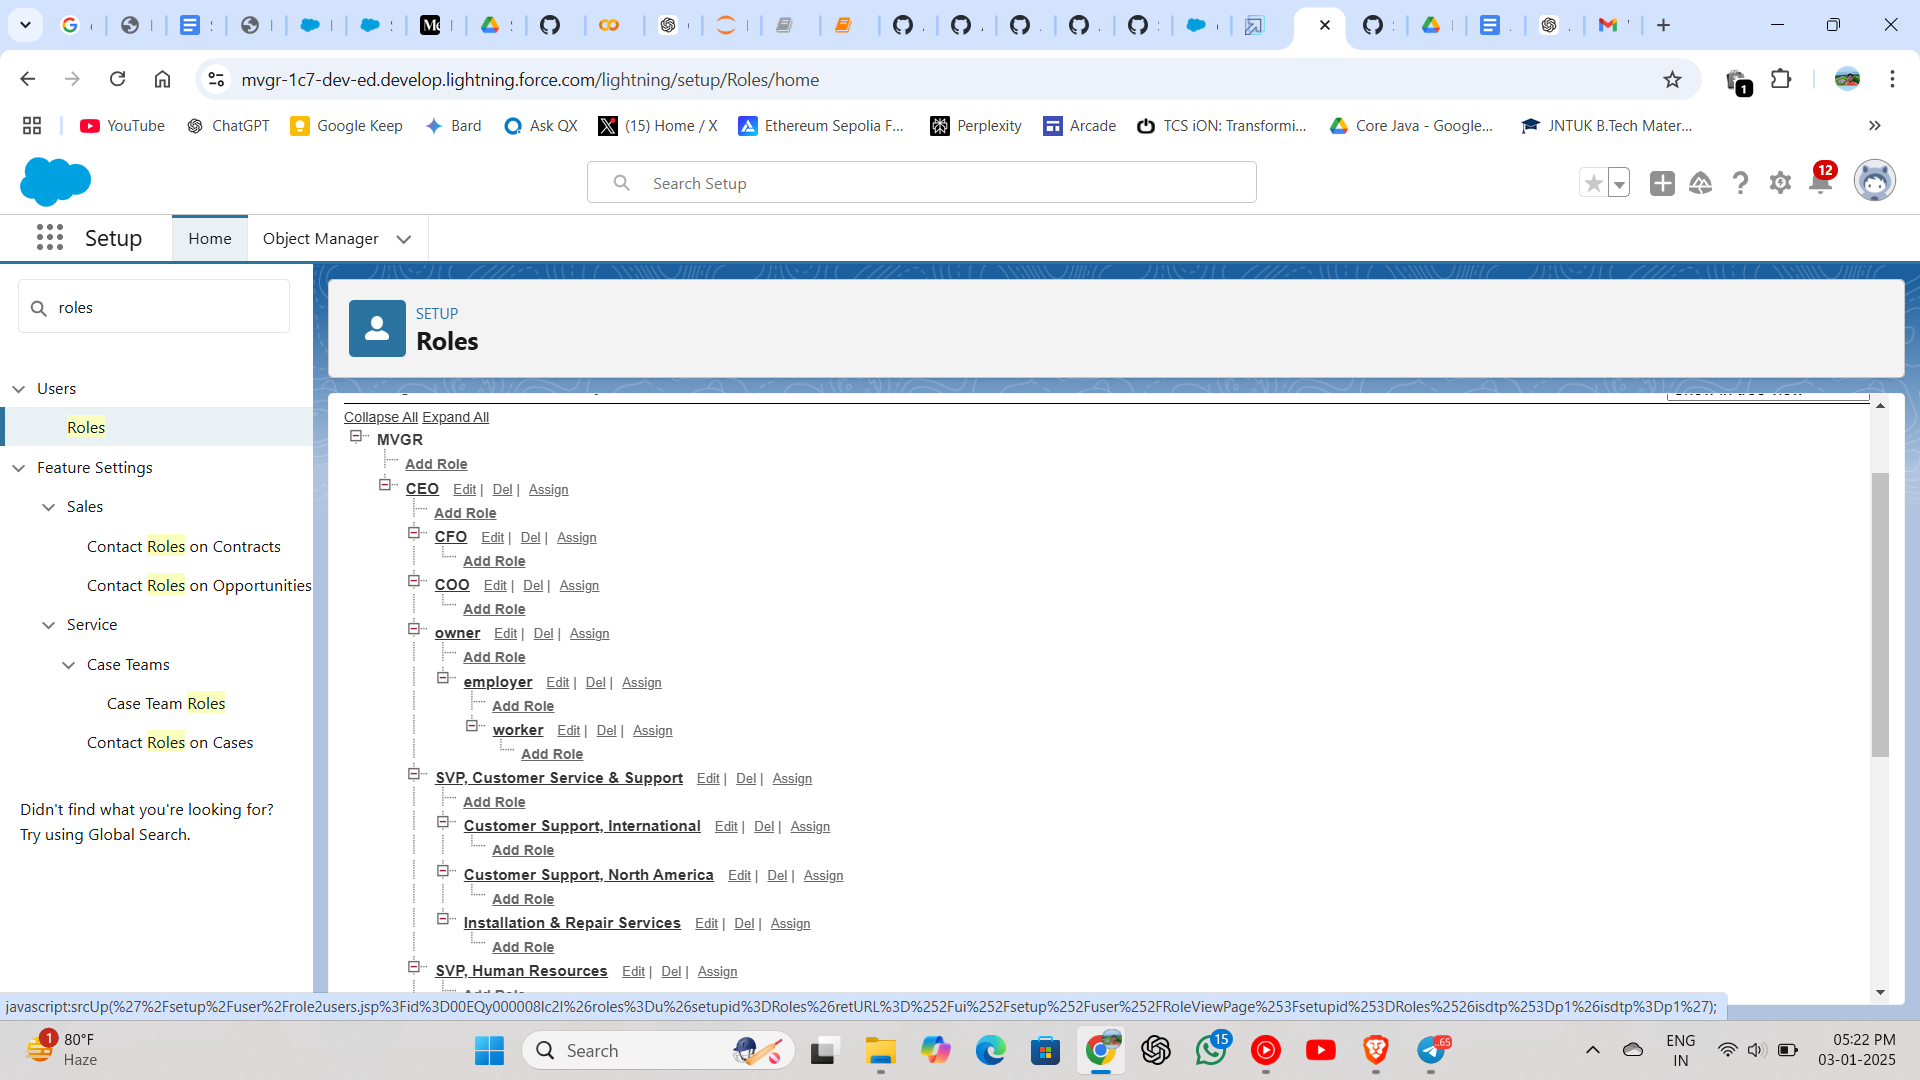 mvgr-1c7-dev-ed.develop.lightning.force.com/lightning/setup/Roles/home
1
YouTube
ChatGPT
Google Keep
Bard
Ask QX
(15) Home / X
Ethereum Sepolia F...
Perplexity
Arcade
TCS iON: Transformi...
Core Java - Google...
JNTUK B.Tech Mater...
Search Setup
12
Setup
Home
Object Manager
roles
Users
Roles
Feature Settings
Sales
Contact Roles on Contracts
Contact Roles on Opportunities
Service
Case Teams
Case Team Roles
Contact Roles on Cases
Didn't find what you're looking for?
Try using Global Search.
SETUP
Roles
Collapse All Expand All
MVGR
Add Role
CEO Edit | Del | Assign
Add Role
CFO Edit | Del | Assign
Add Role
COO Edit | Del | Assign
Add Role
owner Edit | Del | Assign
Add Role
employer Edit | Del | Assign
Add Role
worker Edit | Del | Assign
Add Role
SVP, Customer Service & Support Edit | Del | Assign
Add Role
Customer Support, International Edit | Del | Assign
Add Role
Customer Support, North America Edit | Del | Assign
Add Role
Installation & Repair Services Edit | Del | Assign
Add Role
SVP, Human Resources Edit | Del | Assign
javascript:srcUp(%27%2Fsetup%2Fuser%2Frole2users.jsp%3Fid%3D00EQy000008Ic2I%26roles%3Du%26setupid%3DRoles%26retURL%3D%252Fui%252Fsetup%252Fuser%252FRoleViewPage%253Fsetupid%253DRoles%2526isdtp%253Dp1%26isdtp%3Dp1%27);
1
80°F
Haze
Search
15
65
ENG
IN
05:22 PM
03-01-2025